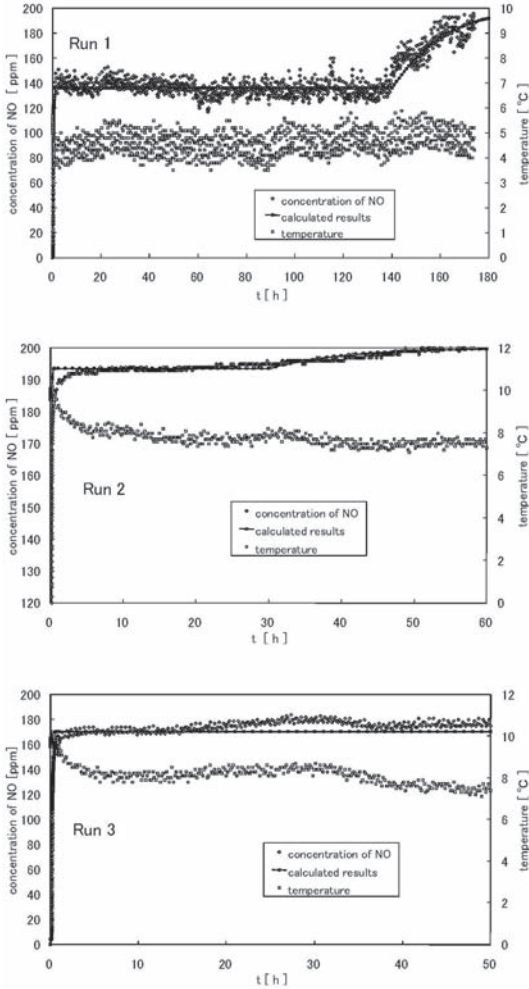 Run 1
concentration of NO [ ppm]
200
180
160
140
120
100
80
60
40
20
0
10
9
8
7
6
5
4
3
2
1
0
temperature [ °C]
concentration of NO
calculated results
temperature
0 20 40 60 80 100 120 140 160 180
t [ h ]
Run 2
concentration of NO [ ppm]
200
190
180
170
160
150
140
130
120
12
10
8
6
4
2
0
temperature [ °C]
concentration of NO
calculated results
temperature
0 10 20 30 40 50 60
t [ h ]
Run 3
concentration of NO [ppm]
200
180
160
140
120
100
80
60
40
20
0
12
10
8
6
4
2
0
temperature [ °C]
concentration of NO
calculated results
temperature
0 10 20 30 40 50
t [ h ]